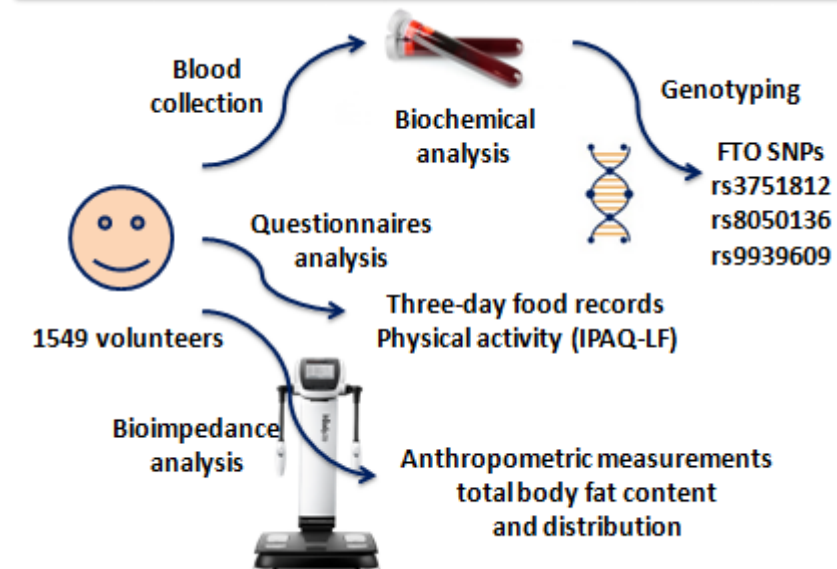 Blood
collection
Biochemical
analysis
Genotyping
FTO SNPs
rs3751812
rs8050136
rs9939609
Questionnaires
analysis
Three-day food records
Physical activity (IPAQ-LF)
1549 volunteers
Bioimpedance
analysis
Anthropometric measurements
total body fat content
and distribution